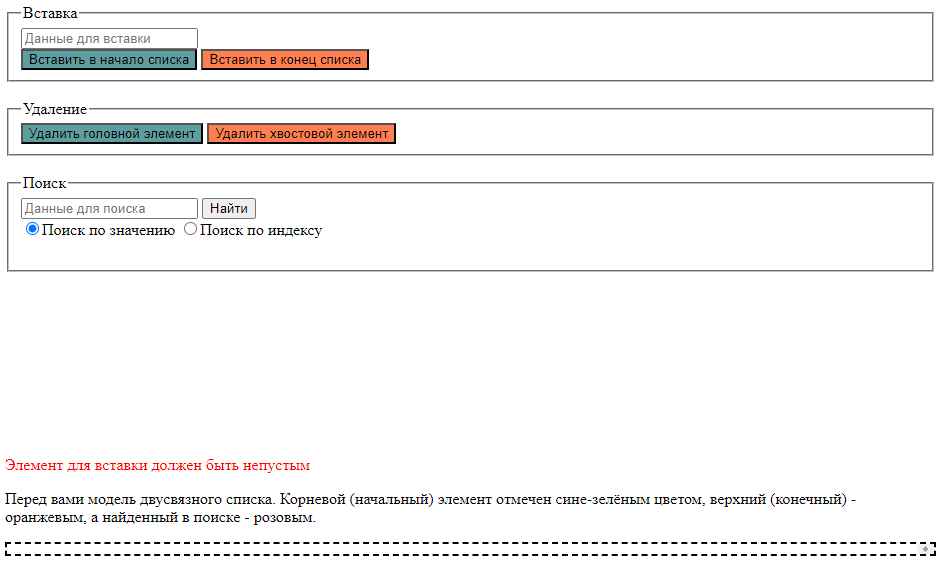 Вставка
Данные для вставки
Вставить в начало списка Вставить в конец списка
Удаление
Удалить головной элемент Удалить хвостовой элемент
Поиск
Данные для поиска Найти
Поиск по значению Поиск по индексу
Элемент для вставки должен быть непустым
Перед вами модель двусвязного списка. Корневой (начальный) элемент отмечен сине-зелёным цветом, верхний (конечный) -
оранжевым, а найденный в поиске - розовым.